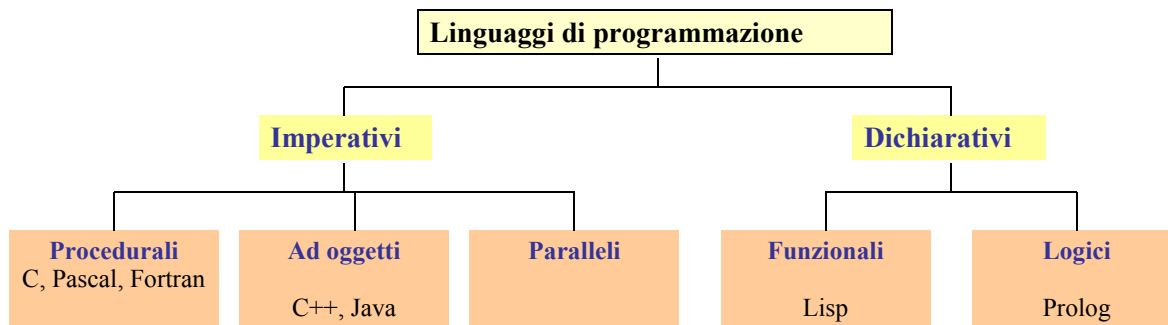 Linguaggi di programmazione
Imperativi
Dichiarativi
Procedurali
C, Pascal, Fortran
Ad oggetti
C++, Java
Paralleli
Funzionali
Lisp
Logici
Prolog